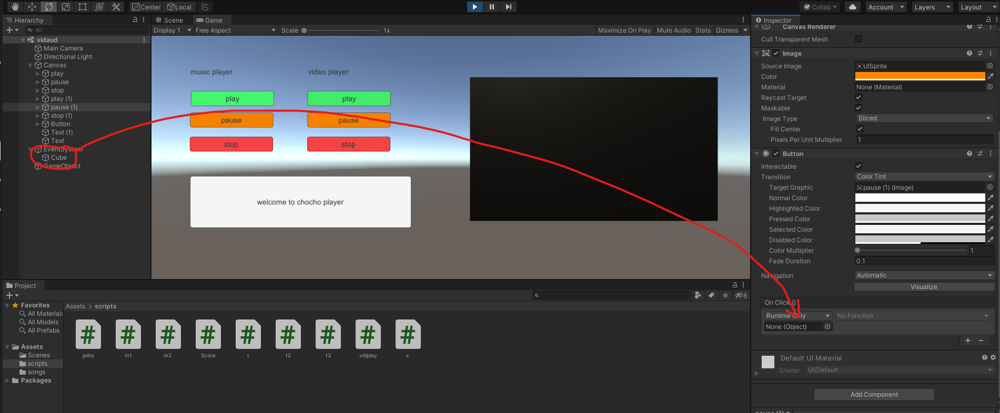 Center
Local
Collab
Account
Layers
Layout
Hierarchy
All
vidaud
Main Camera
Directional Light
Canvas
play
pause
stop
play (1)
pause (1)
stop (1)
Button
Text (1)
Text
EventSystem
Cube
GameObject
Scene
Game
Display 1
Free Aspect
Scale
1x
Maximize On Play
Mute Audio
Stats
Gizmos
music player
video player
play
play
pause
pause
stop
stop
welcome to chocho player
Project
8
Favorites
All Materials
All Models
All Prefabs
Assets
Scenes
scripts
songs
Packages
Assets > scripts
jaiho
m1
m2
Score
t
t2
t3
vidplay
x
Inspector
Canvas Renderer
Cull Transparent Mesh
Image
Source Image
UISprite
Color
Material
None (Material)
Raycast Target
Maskable
Image Type
Sliced
Fill Center
Pixels Per Unit Multiplier
1
Button
Interactable
Transition
Color Tint
Target Graphic
pause (1) (Image)
Normal Color
Highlighted Color
Pressed Color
Selected Color
Disabled Color
Color Multiplier
1
Fade Duration
0.1
Navigation
Automatic
Visualize
On Click ()
Runtime Only
No Function
None (Object)
Default UI Material
Shader
UI/Default
Add Component
pause (1)